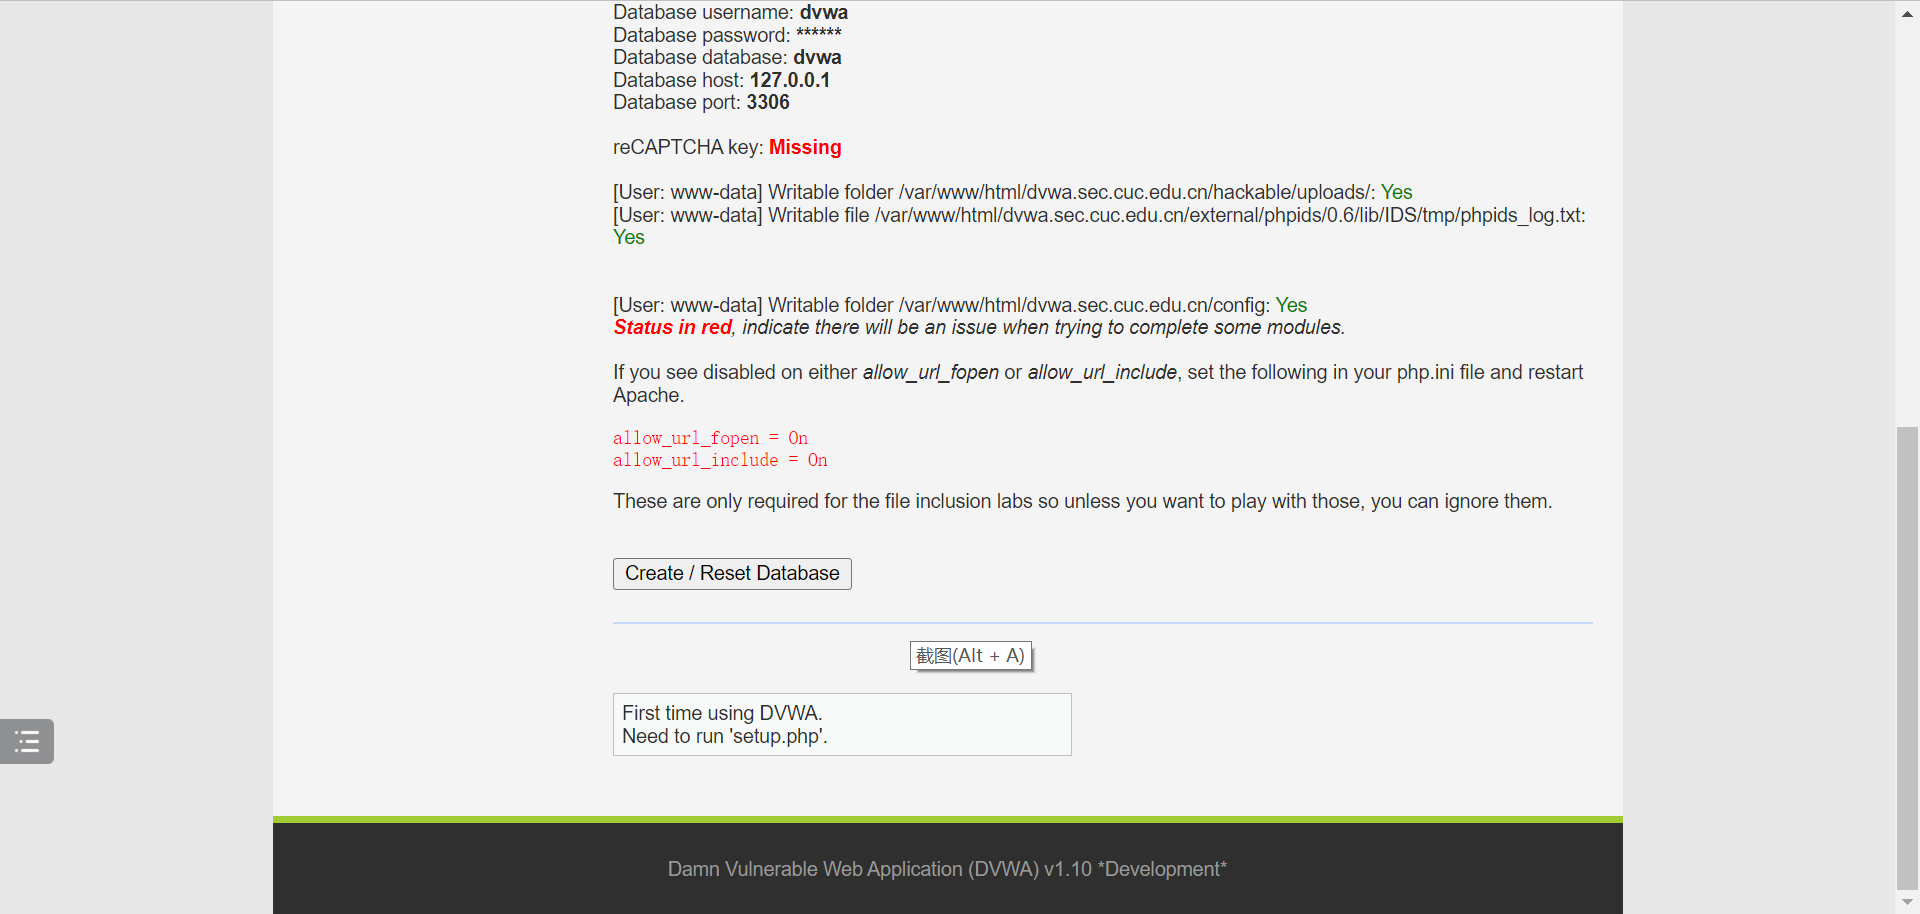 Database username: dvwa
Database password: ******
Database database: dvwa
Database host: 127.0.0.1
Database port: 3306
reCAPTCHA key: Missing
[User: www-data] Writable folder /var/www/html/dvwa.sec.cuc.edu.cn/hackable/uploads/: Yes
[User: www-data] Writable file /var/www/html/dvwa.sec.cuc.edu.cn/external/phpids/0.6/lib/IDS/tmp/phpids_log.txt:
Yes
[User: www-data] Writable folder /var/www/html/dvwa.sec.cuc.edu.cn/config: Yes
Status in red, indicate there will be an issue when trying to complete some modules.
If you see disabled on either allow_url_fopen or allow_url_include, set the following in your php.ini file and restart
Apache.
allow_url_fopen = On
allow_url_include = On
These are only required for the file inclusion labs so unless you want to play with those, you can ignore them.
Create / Reset Database
截图(Alt + A)
First time using DVWA.
Need to run 'setup.php'.
Damn Vulnerable Web Application (DVWA) v1.10 *Development*